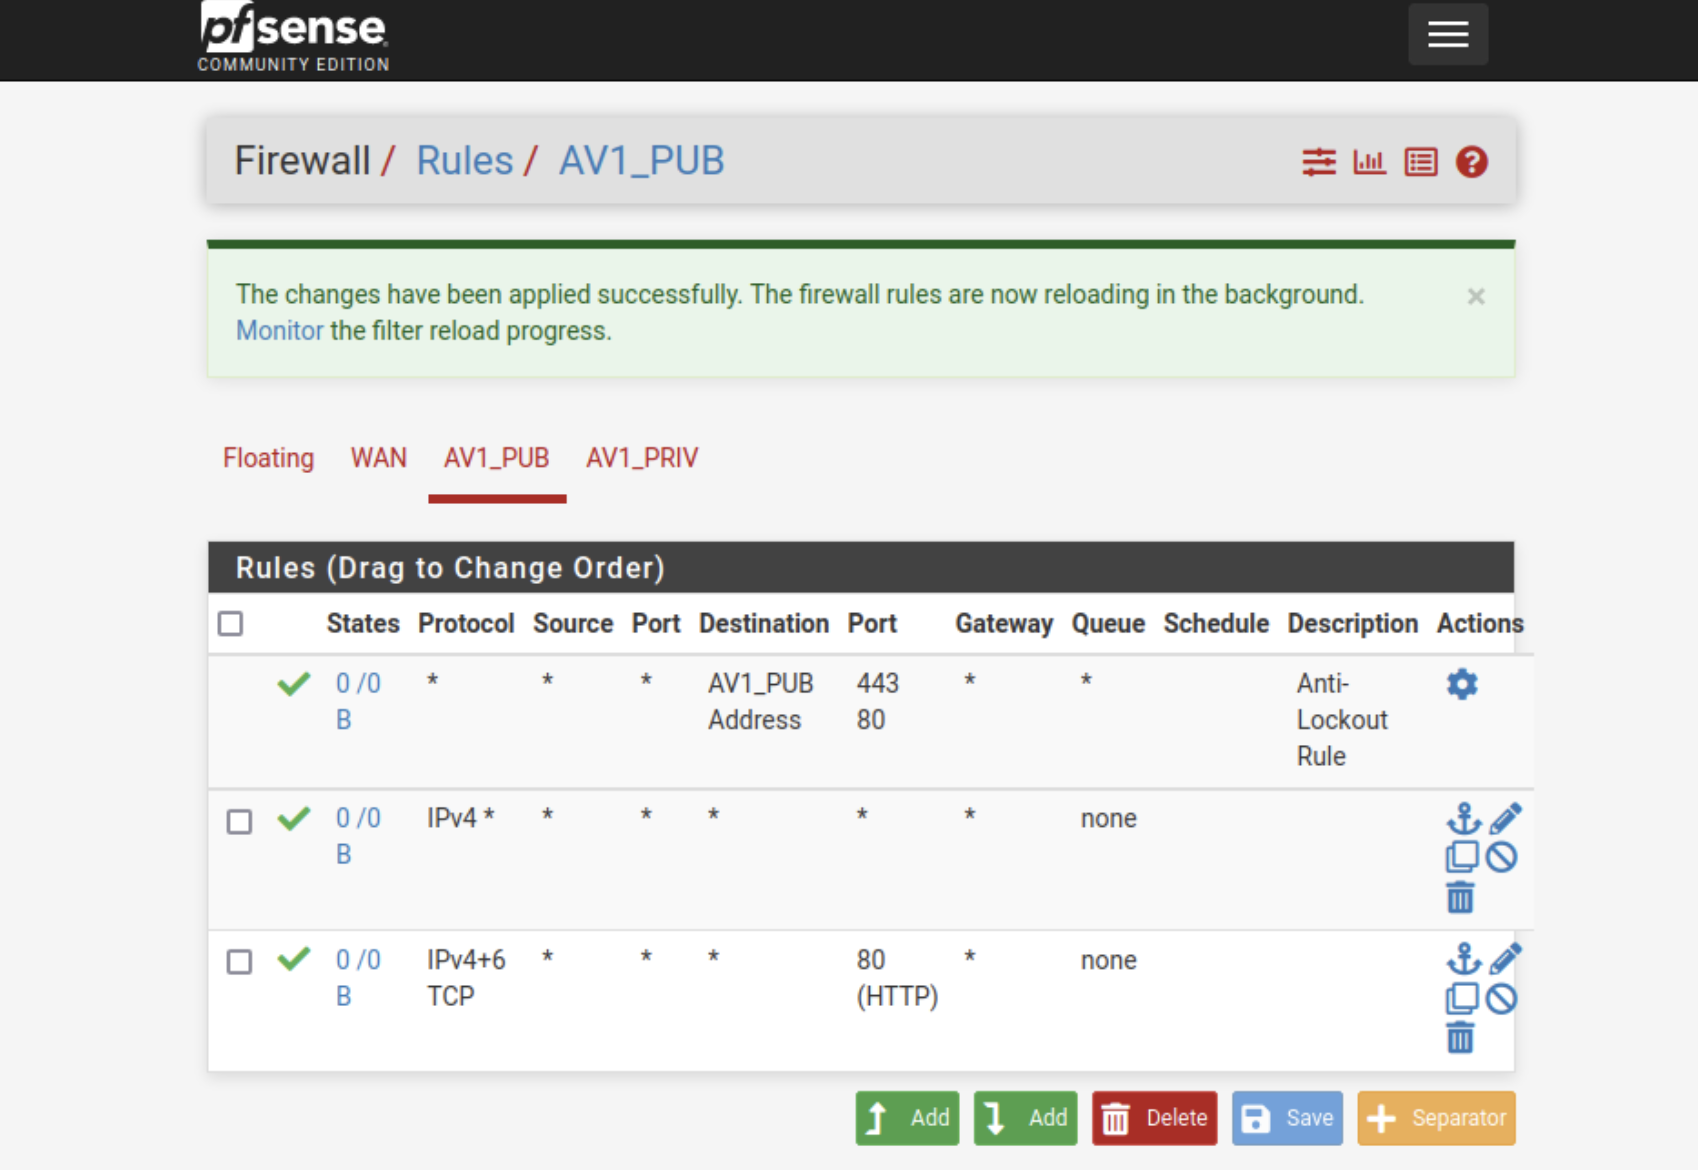 pfsense
COMMUNITY EDITION
Firewall / Rules / AV1_PUB
The changes have been applied successfully. The firewall rules are now reloading in the background.
Monitor the filter reload progress.
Floating WAN AV1_PUB AV1_PRIV
Rules (Drag to Change Order)
States Protocol Source Port Destination Port Gateway Queue Schedule Description Actions
0 /0 * * * AV1_PUB 443 * * Anti-
B Address 80 Lockout
Rule
0 /0 IPv4 * * * * * * none
B
0 /0 IPv4+6 * * * 80 * none
B TCP (HTTP)
Add Add Delete Save Separator